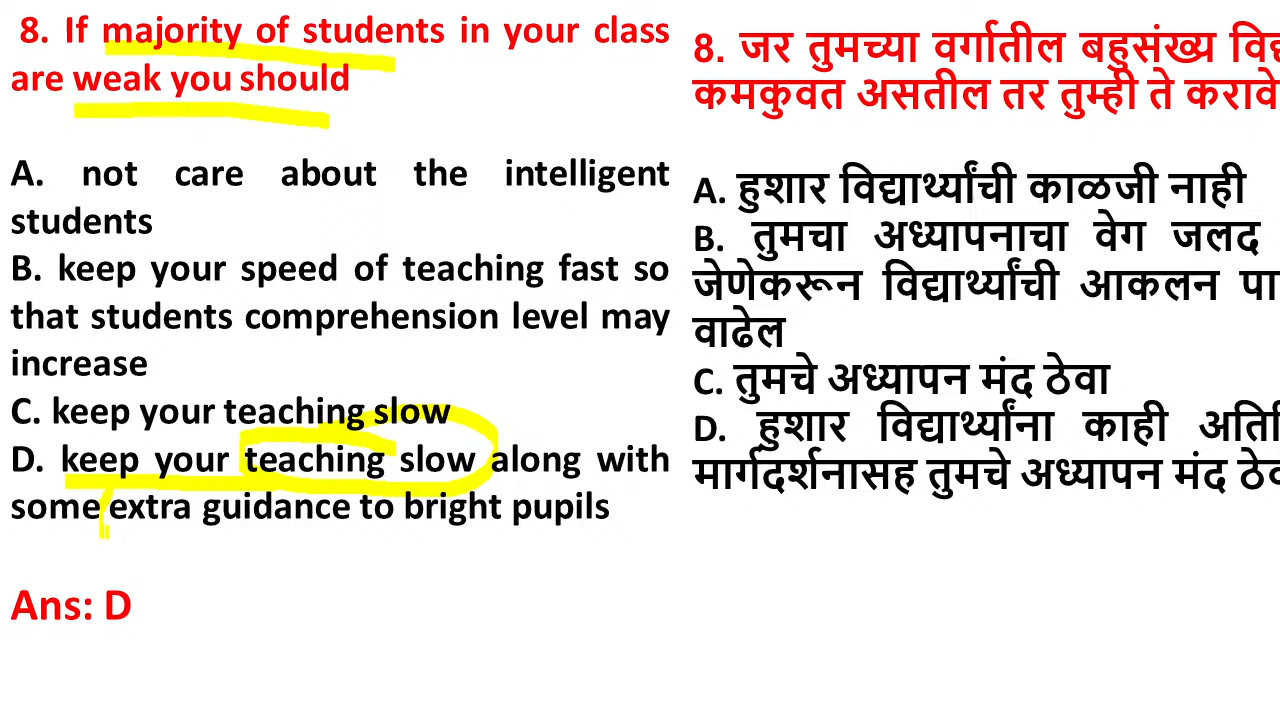 8. If majority of students in your class
are weak you should
A. not care about the intelligent
students
B. keep your speed of teaching fast so
that students comprehension level may
increase
C. keep your teaching slow
D. keep your teaching slow along with
some extra guidance to bright pupils
Ans: D
8. जर तुमच्या वर्गातील बहुसंख्य
कमकुवत असतील तर तुम्ही ते करावे
A. हुशार विद्यार्थ्यांची काळजी नाही
B. तुमचा अध्यापनाचा वेग जलद
जेणेकरून विद्यार्थ्यांची आकलन
वाढेल
C. तुमचे अध्यापन मंद ठेवा
D. हुशार विद्यार्थ्यांना काही
मार्गदर्शनासह तुमचे अध्यापन मंद